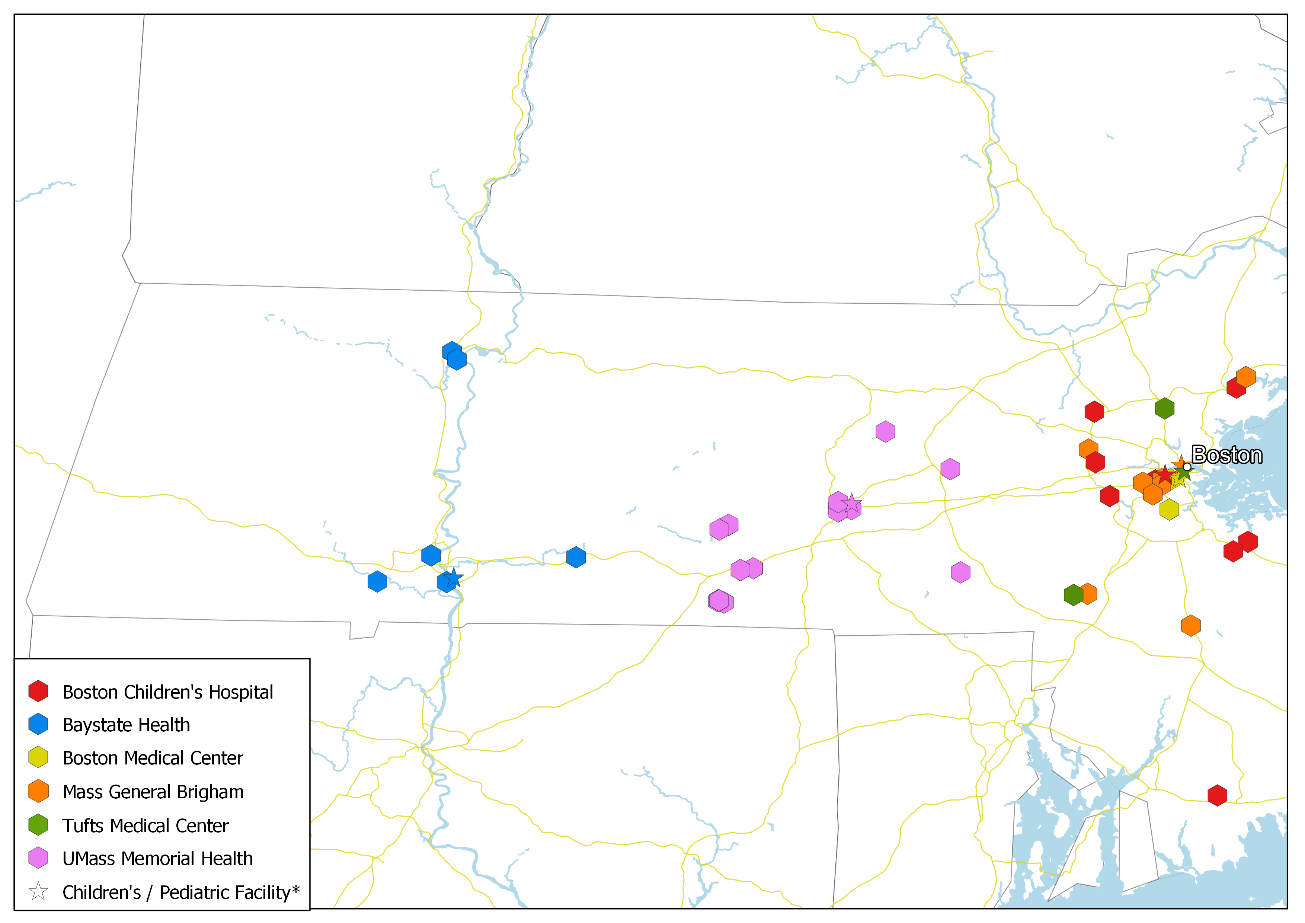 Boston
Boston Children's Hospital
Baystate Health
Boston Medical Center
Mass General Brigham
Tufts Medical Center
UMass Memorial Health
Children's / Pediatric Facility*